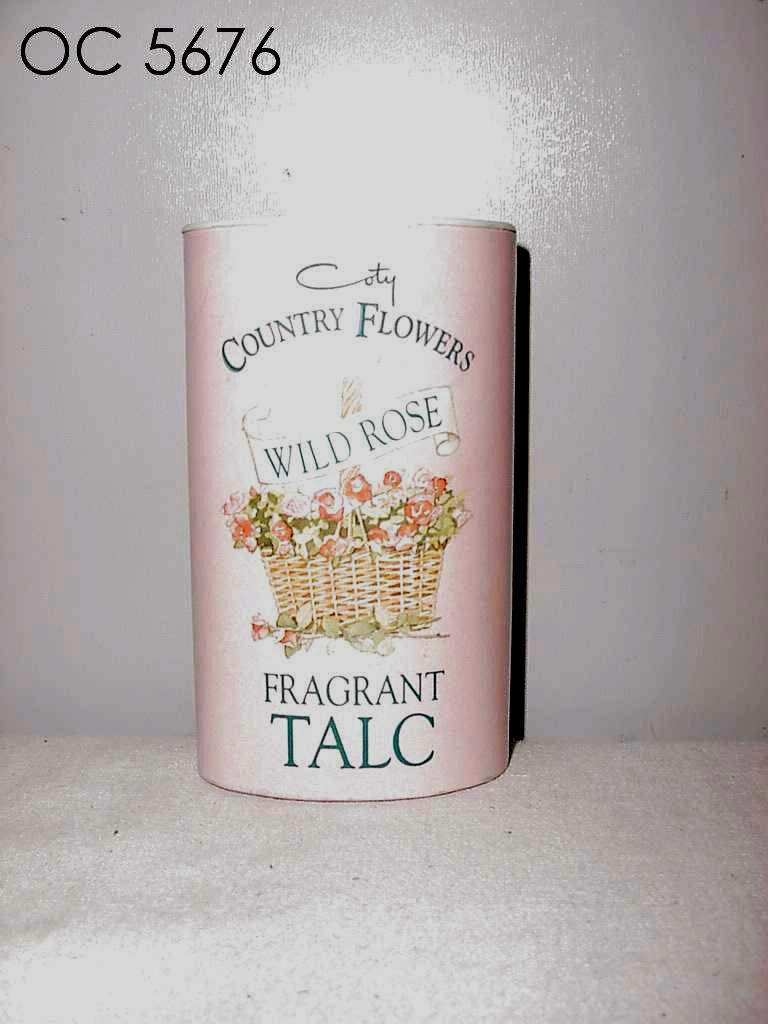 OC 5676
Coty
COUNTRY FLOWERS
WILD ROSE
FRAGRANT
TALC